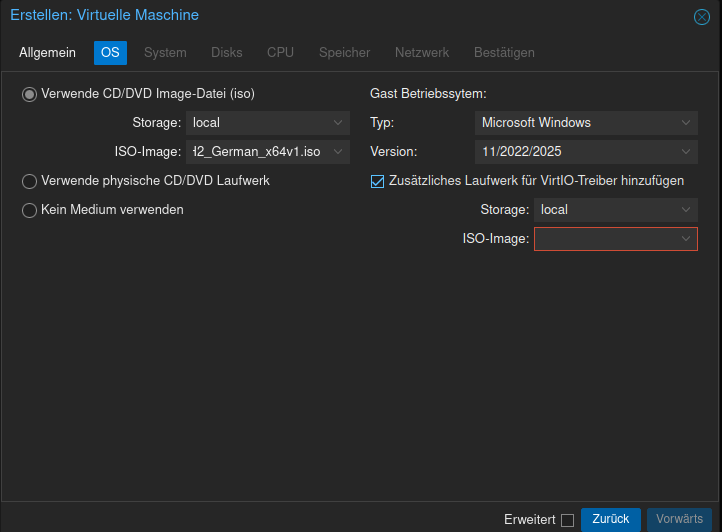 Erstellen: Virtuelle Maschine
Allgemein OS System Disks CPU Speicher Netzwerk Bestätigen
Verwende CD/DVD Image-Datei (iso)
Storage: local
ISO-Image: 2_German_x64v1.iso
Verwende physische CD/DVD Laufwerk
Kein Medium verwenden
Gast Betriebssytem:
Typ: Microsoft Windows
Version: 11/2022/2025
Zusätzliches Laufwerk für VirtIO-Treiber hinzufügen
Storage: local
ISO-Image:
Erweitert Zurück Vorwärts